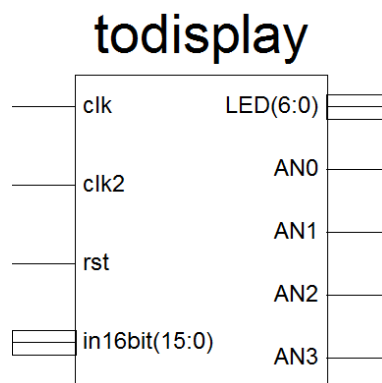 todisplay
clk
LED(6:0)
AN0
clk2
AN1
rst
AN2
in16bit(15:0)
AN3